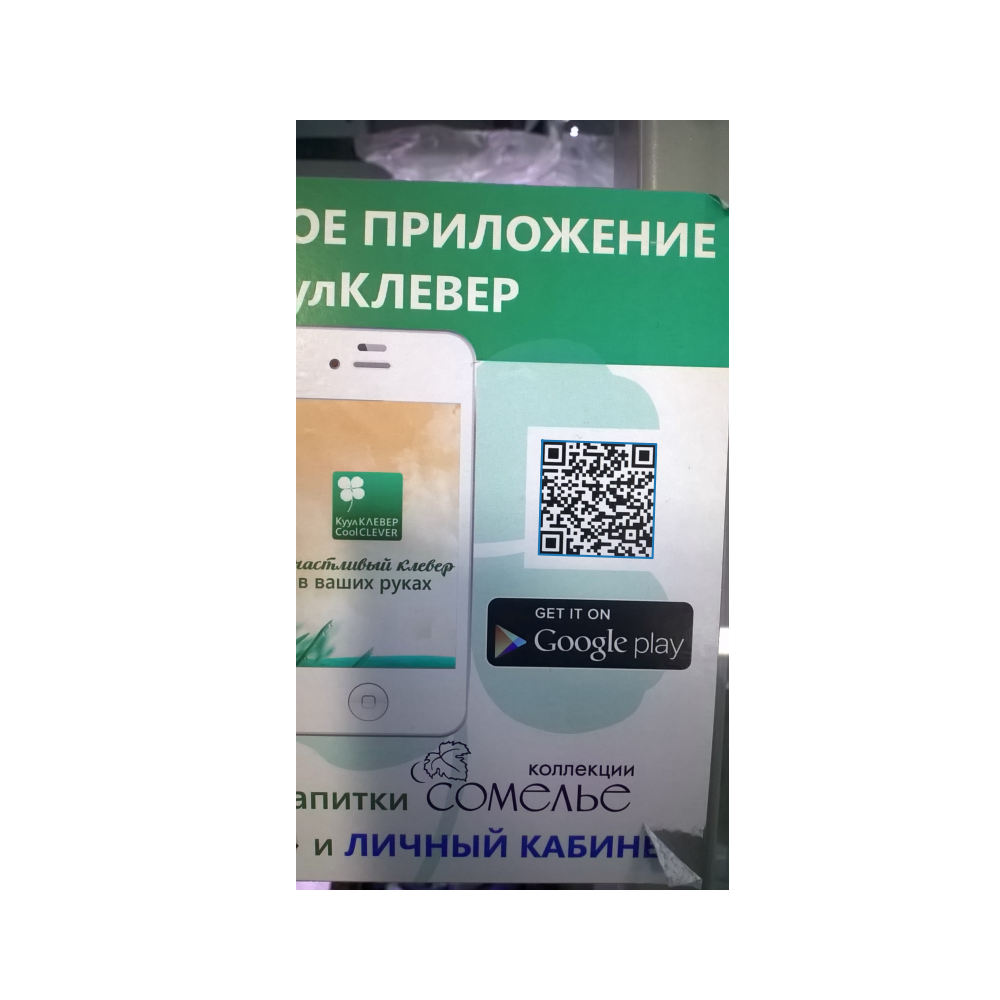 ОЕ ПРИЛОЖЕНИЕ
улКЛЕВЕР
КуулКЛЕВЕР
CoolCLEVER
частливый клевер
в ваших руках
GET IT ON
Google play
коллекции
апитки СОМЕЛЬЕ
и ЛИЧНЫЙ КАБИНЕ